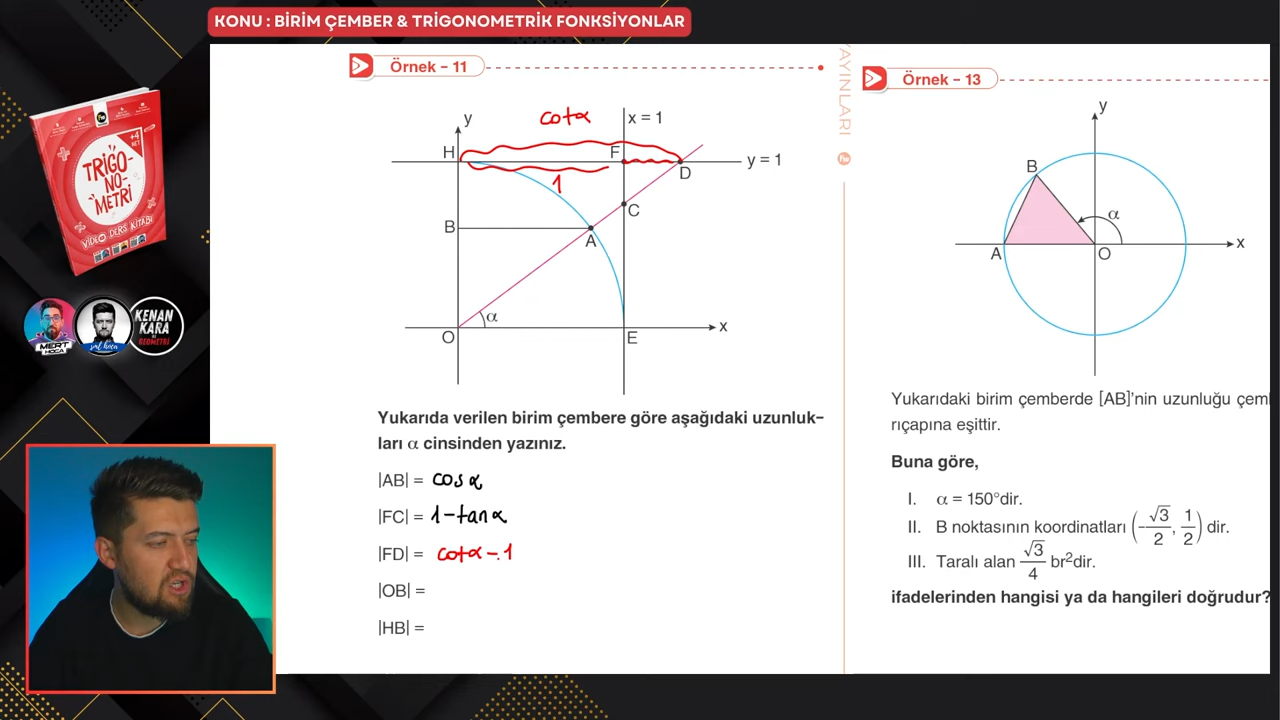 KONU : BİRİM ÇEMBER & TRİGONOMETRİK FONKSİYONLAR
+4 NET
TRİGO-
NO-
METRİ
VİDEO DERS KİTABI
MERT HOCA
KENAN KARA
GEOMETRİ
Örnek – 11
y
cotα
x = 1
H
F
y = 1
1
D
C
B
A
α
x
O
E
Yukarıda verilen birim çembere göre aşağıdaki uzunluk-
ları α cinsinden yazınız.
|AB| = cosα
|FC| = 1-tanα
|FD| = cotα-1
|OB| =
|HB| =
AYINLARI
Örnek – 13
y
B
α
x
A
O
Yukarıdaki birim çemberde [AB]'nin uzunluğu çem
rıçapına eşittir.
Buna göre,
I. α = 150°dir.
II. B noktasının koordinatları (-√3/2, 1/2) dir.
III. Taralı alan √3/4 br²dir.
ifadelerinden hangisi ya da hangileri doğrudur?